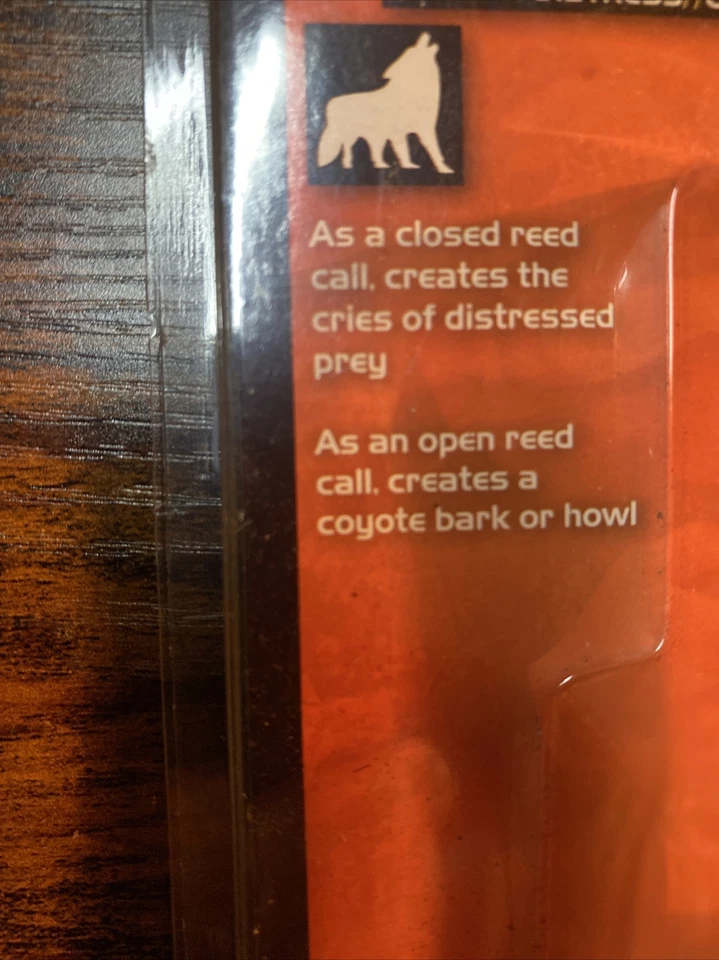 As a closed reed
call, creates the
cries of distressed
prey
As an open reed
call, creates a
coyote bark or howl